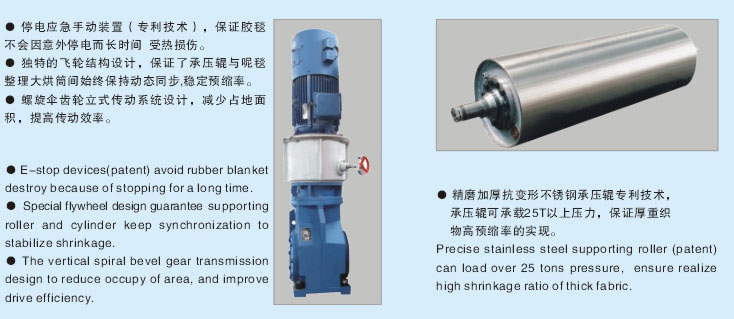 ● 停电应急手动装置（专利技术），保证胶毯
不会因意外停电而长时间 受热损伤。
● 独特的飞轮结构设计，保证了承压辊与呢毯
整理大烘筒间始终保持动态同步,稳定预缩率。
● 螺旋伞齿轮立式传动系统设计，减少占地面
积，提高传动效率。
● E-stop devices(patent) avoid rubber blanket
destroy because of stopping for a long time.
● Special flywheel design guarantee supporting
roller and cylinder keep synchronization to
stabilize shrinkage.
● The vertical spiral bevel gear transmission
design to reduce occupy of area, and improve
drive efficiency.
● 精磨加厚抗变形不锈钢承压辊专利技术，
承压辊可承载25T以上压力，保证厚重织
物高预缩率的实现。
Precise stainless steel supporting roller (patent)
can load over 25 tons pressure, ensure realize
high shrinkage ratio of thick fabric.